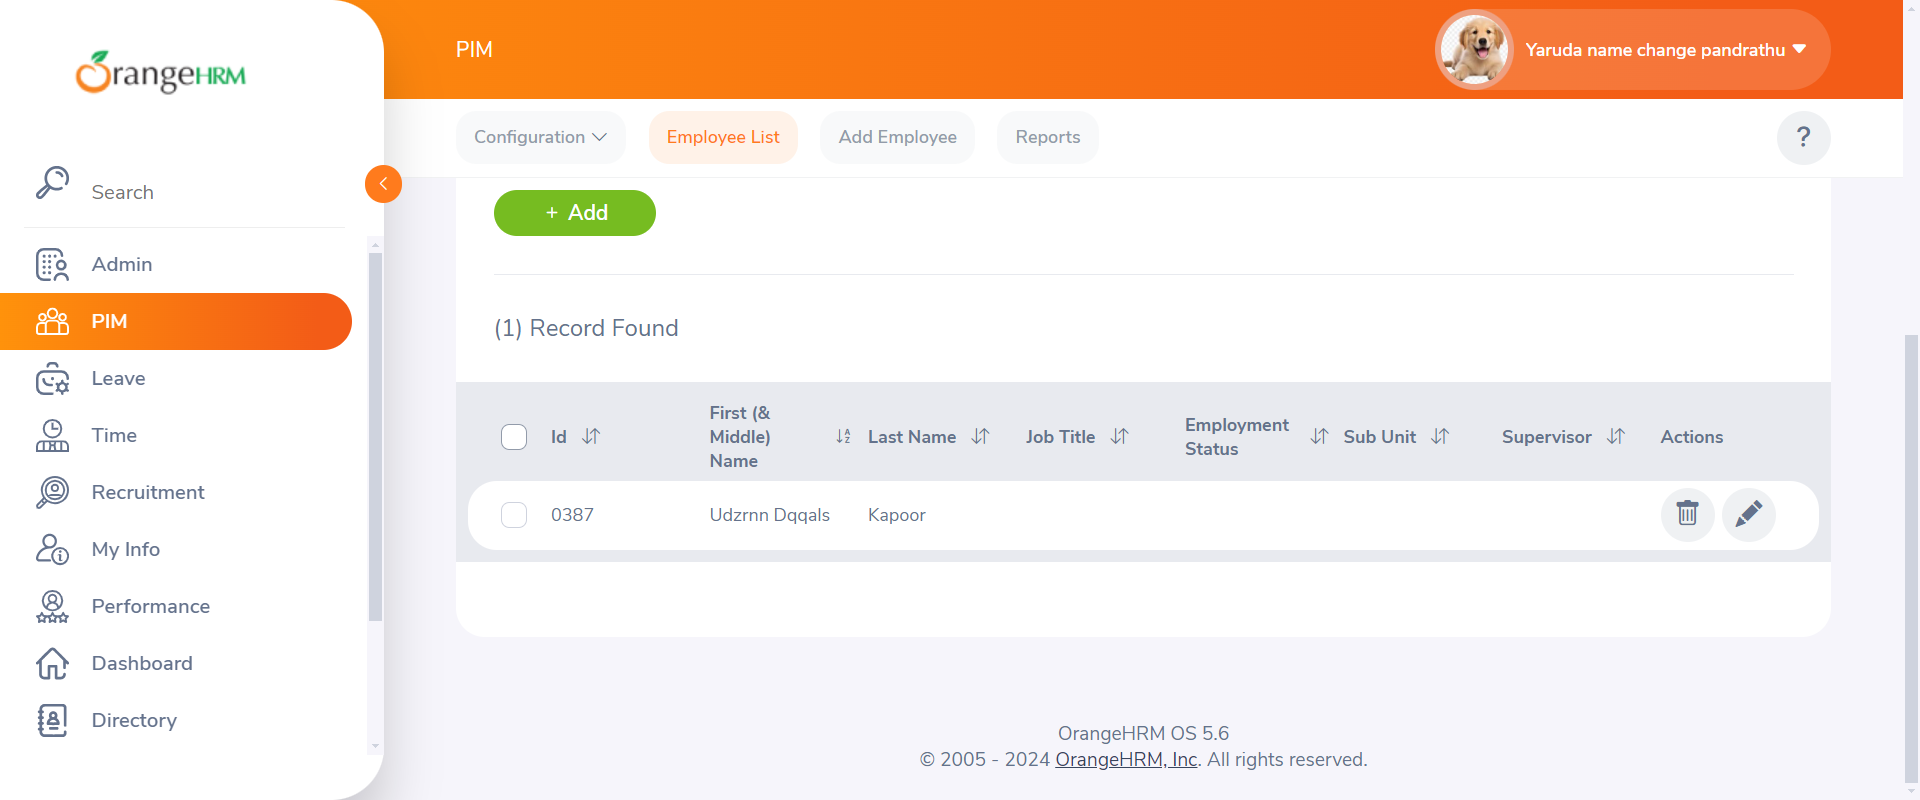 OrangeHRM
PIM
Yaruda name change pandrathu
Configuration
Employee List
Add Employee
Reports
?
Search
Admin
PIM
Leave
Time
Recruitment
My Info
Performance
Dashboard
Directory
+ Add
(1) Record Found
Id
First (&
Middle)
Name
Last Name
Job Title
Employment
Status
Sub Unit
Supervisor
Actions
0387
Udzrnn Dqqals
Kapoor
OrangeHRM OS 5.6
© 2005 - 2024 OrangeHRM, Inc. All rights reserved.